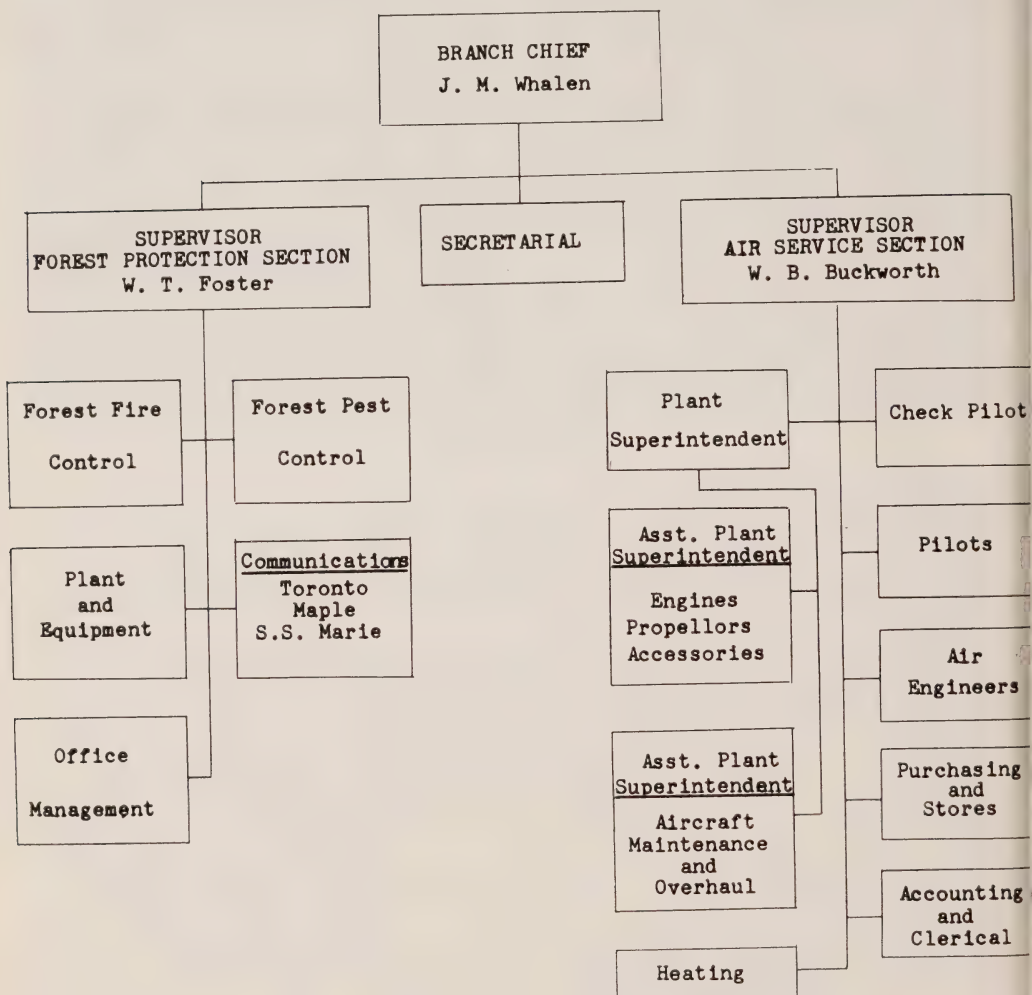 BRANCH CHIEF
J. M. Whalen
SUPERVISOR
FOREST PROTECTION SECTION
W. T. Foster
SECRETARIAL
SUPERVISOR
AIR SERVICE SECTION
W. B. Buckworth
Forest Fire
Control
Forest Pest
Control
Plant
and
Equipment
Communications
Toronto
Maple
S.S. Marie
Office
Management
Plant
Superintendent
Check Pilot
Asst. Plant
Superintendent
Engines
Propellors
Accessories
Pilots
Air
Engineers
Asst. Plant
Superintendent
Aircraft
Maintenance
and
Overhaul
Purchasing
and
Stores
Accounting
and
Clerical
Heating